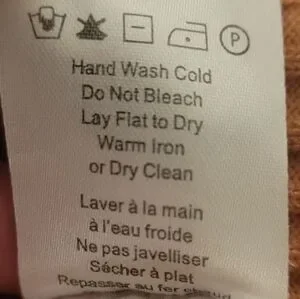 P
Hand Wash Cold
Do Not Bleach
Lay Flat to Dry
Warm Iron
or Dry Clean
Laver à la main
à l'eau froide
Ne pas javelliser
Sécher à plat
Repasser au fer chaud